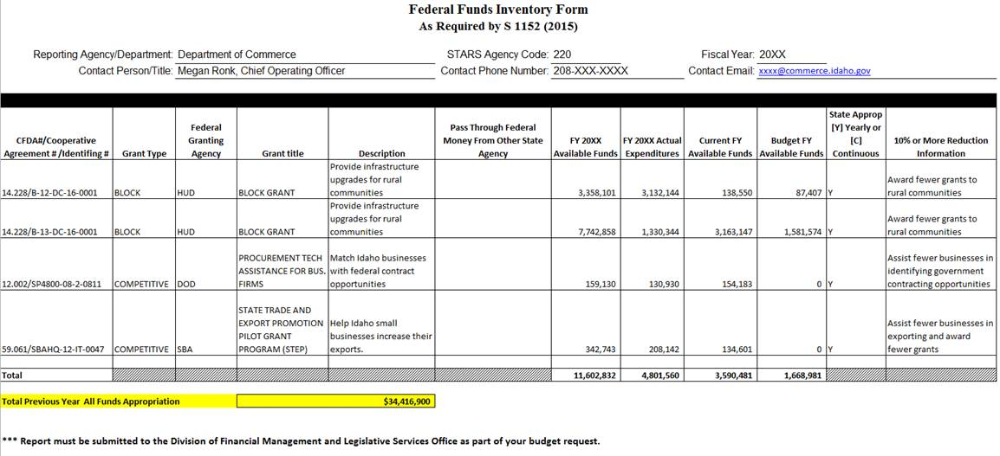 Federal Funds Inventory Form
As Required by S 1152 (2015)
Reporting Agency/Department: Department of Commerce STARS Agency Code: 220 Fiscal Year: 20XX
Contact Person/Title: Megan Ronk, Chief Operating Officer Contact Phone Number: 208-XXX-XXXX Contact Email: xxxx@commerce.idaho.gov
CFDA#/Cooperative
Agreement # /Identifing #
Grant Type
Federal
Granting
Agency
Grant title
Description
Pass Through Federal
Money From Other State
Agency
FY 20XX
Available Funds
FY 20XX Actual
Expenditures
Current FY
Available Funds
Budget FY
Available Funds
State Approp
[Y] Yearly or
[C]
Continuous
10% or More Reduction
Information
14.228/B-12-DC-16-0001
BLOCK
HUD
BLOCK GRANT
Provide infrastructure
upgrades for rural
communities
3,358,101
3,132,144
138,550
87,407
Y
Award fewer grants to
rural communities
14.228/B-13-DC-16-0001
BLOCK
HUD
BLOCK GRANT
Provide infrastructure
upgrades for rural
communities
7,742,858
1,330,344
3,163,147
1,581,574
Y
Award fewer grants to
rural communities
12.002/SP4800-08-2-0811
COMPETITIVE
DOD
PROCUREMENT TECH
ASSISTANCE FOR BUS.
FIRMS
Match Idaho businesses
with federal contract
opportunities
159,130
130,930
154,183
0
Y
Assist fewer businesses in
identifying government
contracting opportunities
59.061/SBAHQ-12-IT-0047
COMPETITIVE
SBA
STATE TRADE AND
EXPORT PROMOTION
PILOT GRANT
PROGRAM (STEP)
Help Idaho small
businesses increase their
exports.
342,743
208,142
134,601
0
Y
Assist fewer businesses in
exporting and award
fewer grants
Total 11,602,832 4,801,560 3,590,481 1,668,981
Total Previous Year All Funds Appropriation $34,416,900
*** Report must be submitted to the Division of Financial Management and Legislative Services Office as part of your budget request.